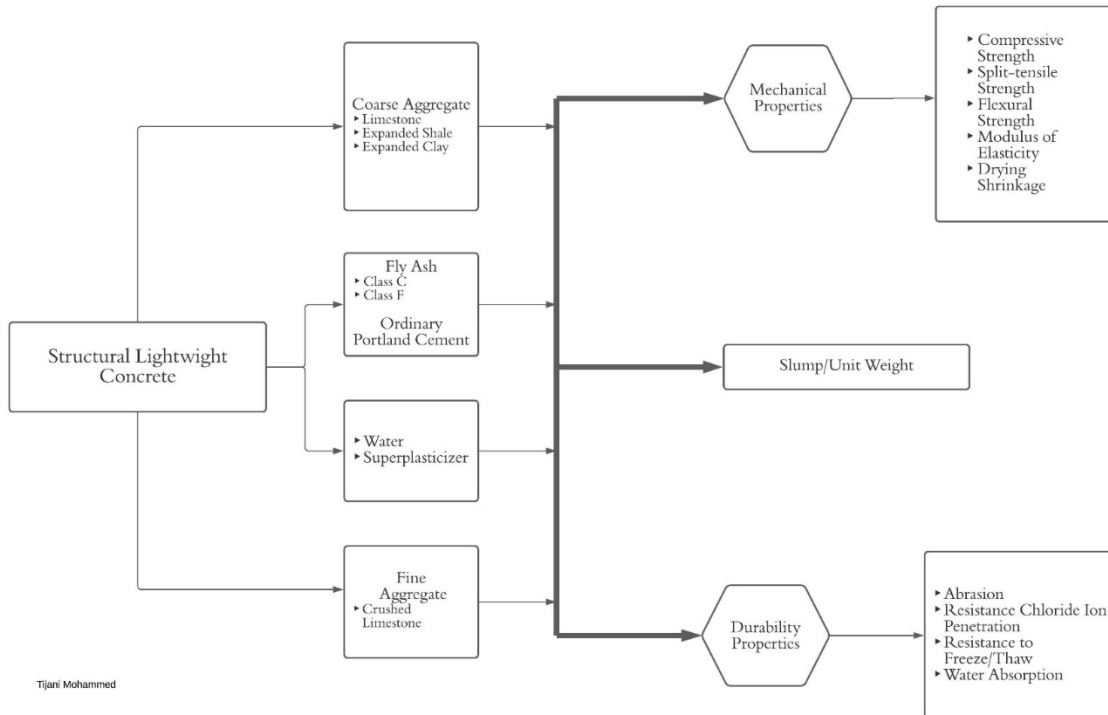 Coarse Aggregate
‣ Limestone
‣ Expanded Shale
‣ Expanded Clay
Fly Ash
‣ Class C
‣ Class F
Ordinary
Portland Cement
Structural Lightwight
Concrete
‣ Water
‣ Superplasticizer
Fine
Aggregate
‣ Crushed
Limestone
Mechanical
Properties
‣ Compressive
Strength
‣ Split-tensile
Strength
‣ Flexural
Strength
‣ Modulus of
Elasticity
‣ Drying
Shrinkage
Slump/Unit Weight
Durability
Properties
‣ Abrasion
‣ Resistance Chloride Ion
Penetration
‣ Resistance to
Freeze/Thaw
‣ Water Absorption
Tijani Mohammed